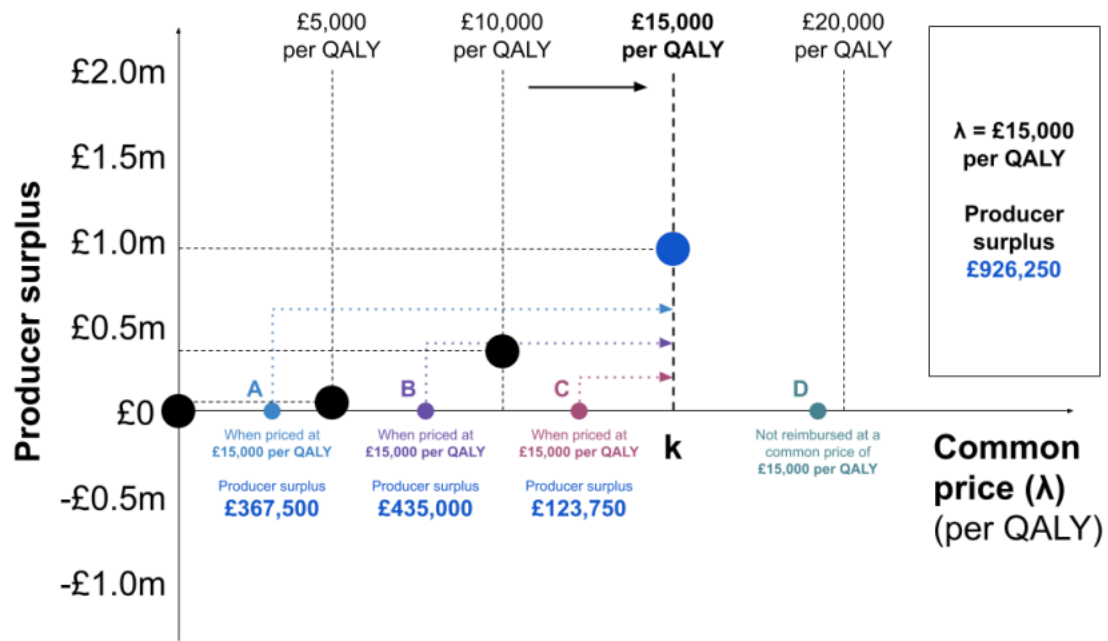 £5,000
per QALY
£10,000
per QALY
£15,000
per QALY
£20,000
per QALY
Producer surplus
£2.0m
£1.5m
£1.0m
£0.5m
£0
-£0.5m
-£1.0m
λ = £15,000
per QALY
Producer
surplus
£926,250
A
B
C
D
When priced at
£15,000 per QALY
Producer surplus
£367,500
When priced at
£15,000 per QALY
Producer surplus
£435,000
When priced at
£15,000 per QALY
Producer surplus
£123,750
k
Not reimbursed at a
common price of
£15,000 per QALY
Common
price (λ)
(per QALY)